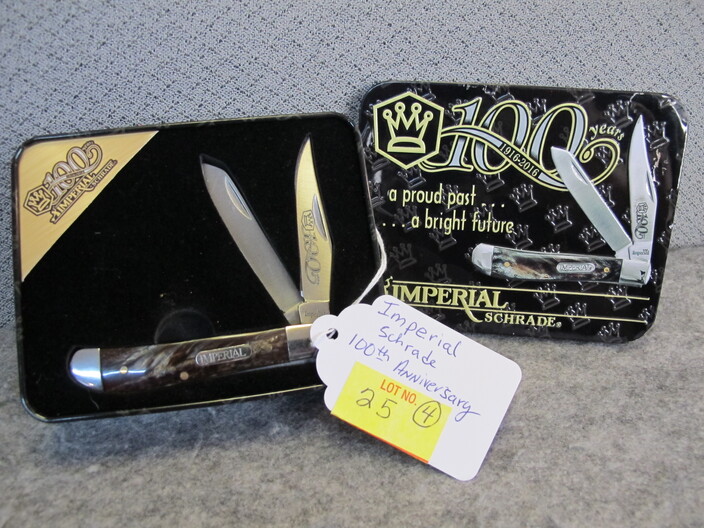 100
IMPERIAL
SCHRADE
IMPERIAL
100
100 years
1916-2016
a proud past . . .
. . . a bright future
IMPERIAL
SCHRADE®
Imperial
Schrade
100th Anniversary
LOT NO.
25 4